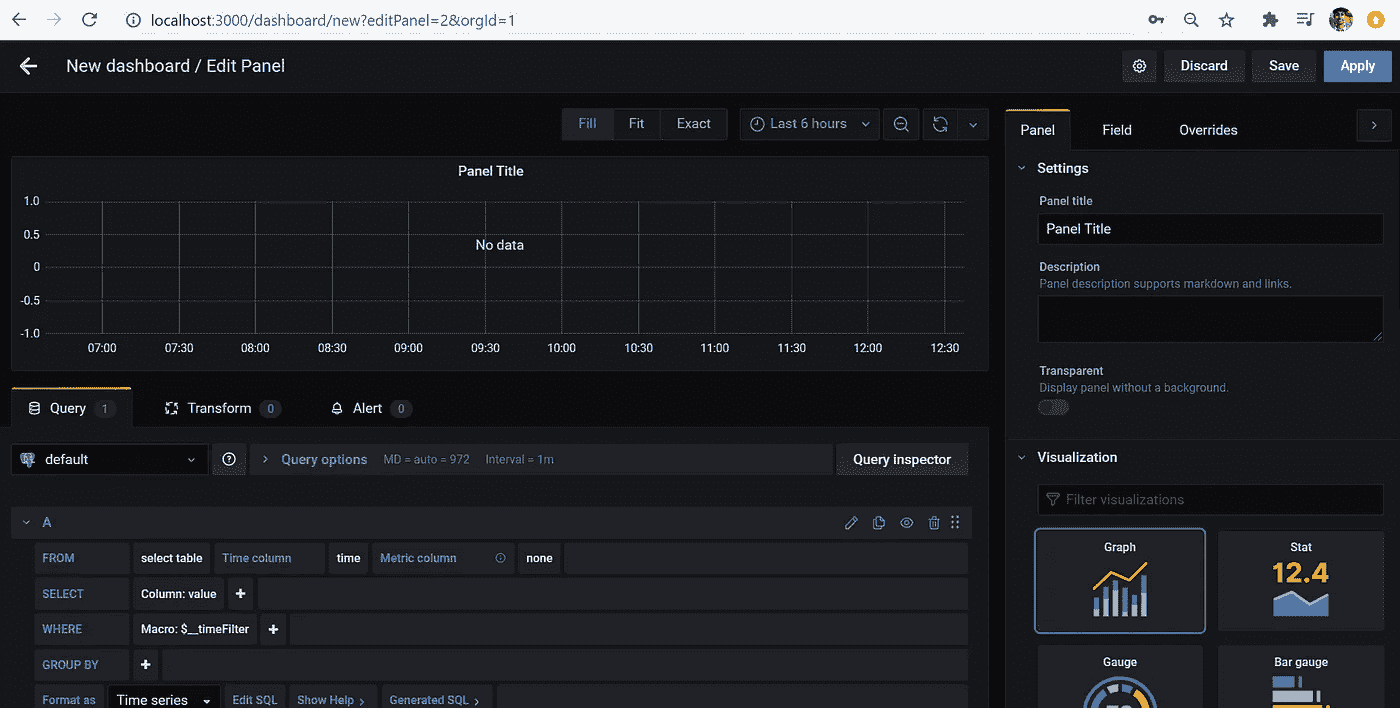 localhost:3000/dashboard/new?editPanel=2&orgId=1
New dashboard / Edit Panel
Discard
Save
Apply
Fill
Fit
Exact
Last 6 hours
Panel Title
1.0
0.5
No data
0
-0.5
-1.0
07:00 07:30 08:00 08:30 09:00 09:30 10:00 10:30 11:00 11:30 12:00 12:30
Query 1
Transform 0
Alert 0
default
Query options MD = auto = 972 Interval = 1m
Query inspector
A
FROM select table Time column time Metric column none
SELECT Column: value +
WHERE Macro: $__timeFilter +
GROUP BY +
Format as Time series Edit SQL Show Help > Generated SQL >
Panel
Field
Overrides
Settings
Panel title
Panel Title
Description
Panel description supports markdown and links.
Transparent
Display panel without a background.
Visualization
Filter visualizations
Graph
Stat
12.4
Gauge
Bar gauge